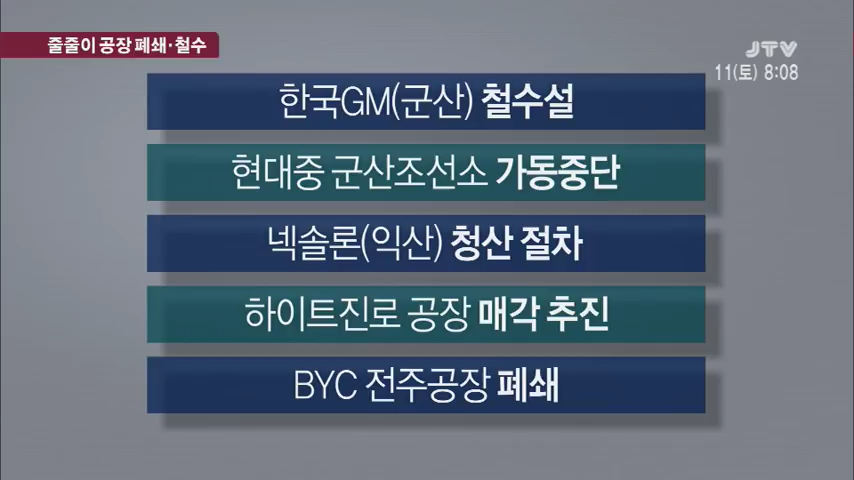 줄줄이 공장 폐쇄·철수
JTV
11(토) 8:08
한국GM(군산) 철수설
현대중 군산조선소 가동중단
넥솔론(익산) 청산 절차
하이트진로 공장 매각 추진
BYC 전주공장 폐쇄